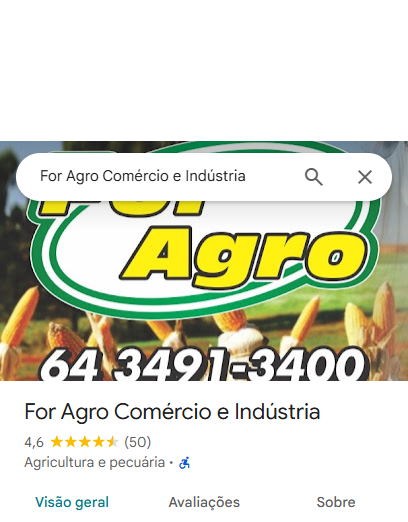 For Agro Comércio e Indústria
For
Agro
64 3491-3400
For Agro Comércio e Indústria
4,6 (50)
Agricultura e pecuária ·
Visão geral Avaliações Sobre